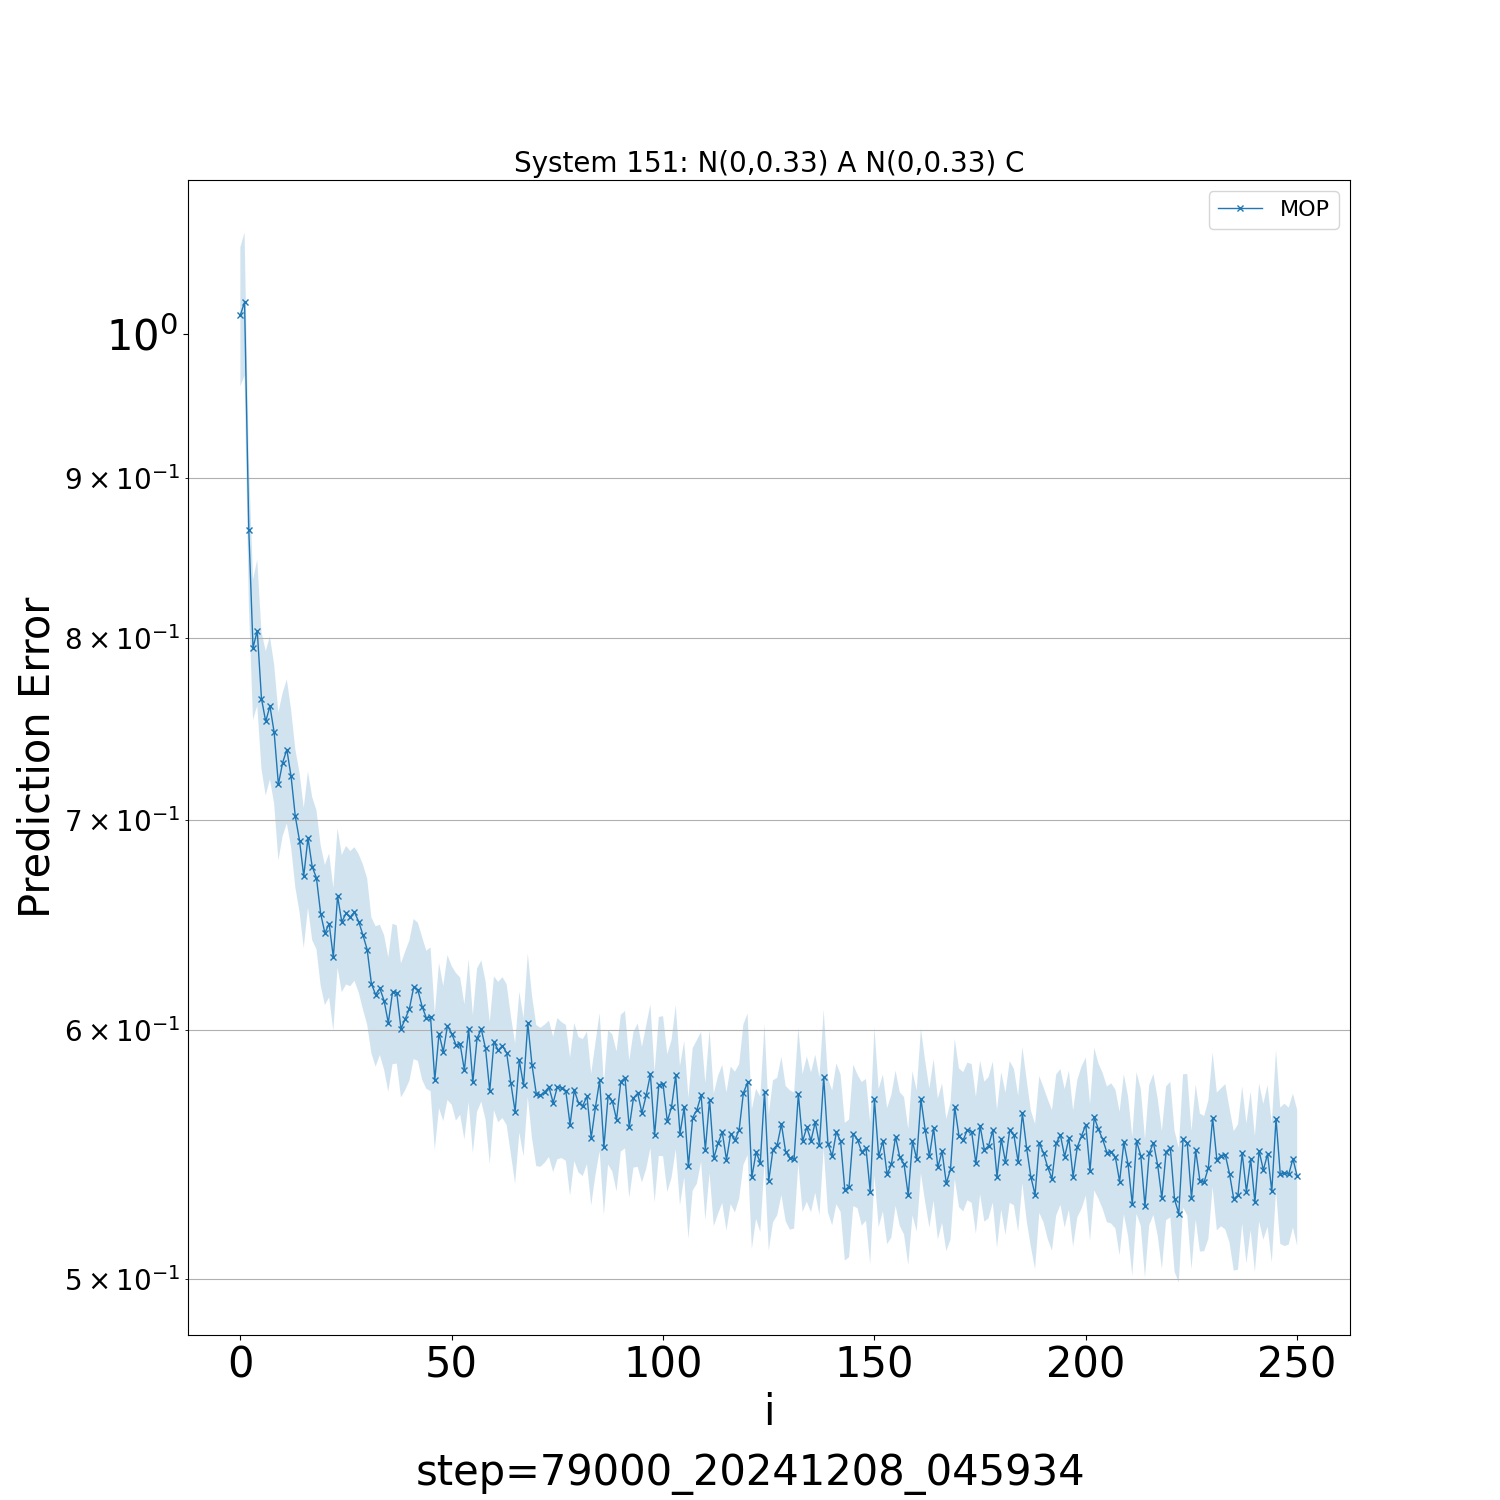 System 151: N(0,0.33) A N(0,0.33) C
MOP
10⁰
9 × 10⁻¹
8 × 10⁻¹
7 × 10⁻¹
6 × 10⁻¹
5 × 10⁻¹
Prediction Error
0 50 100 150 200 250
i
step=79000_20241208_045934